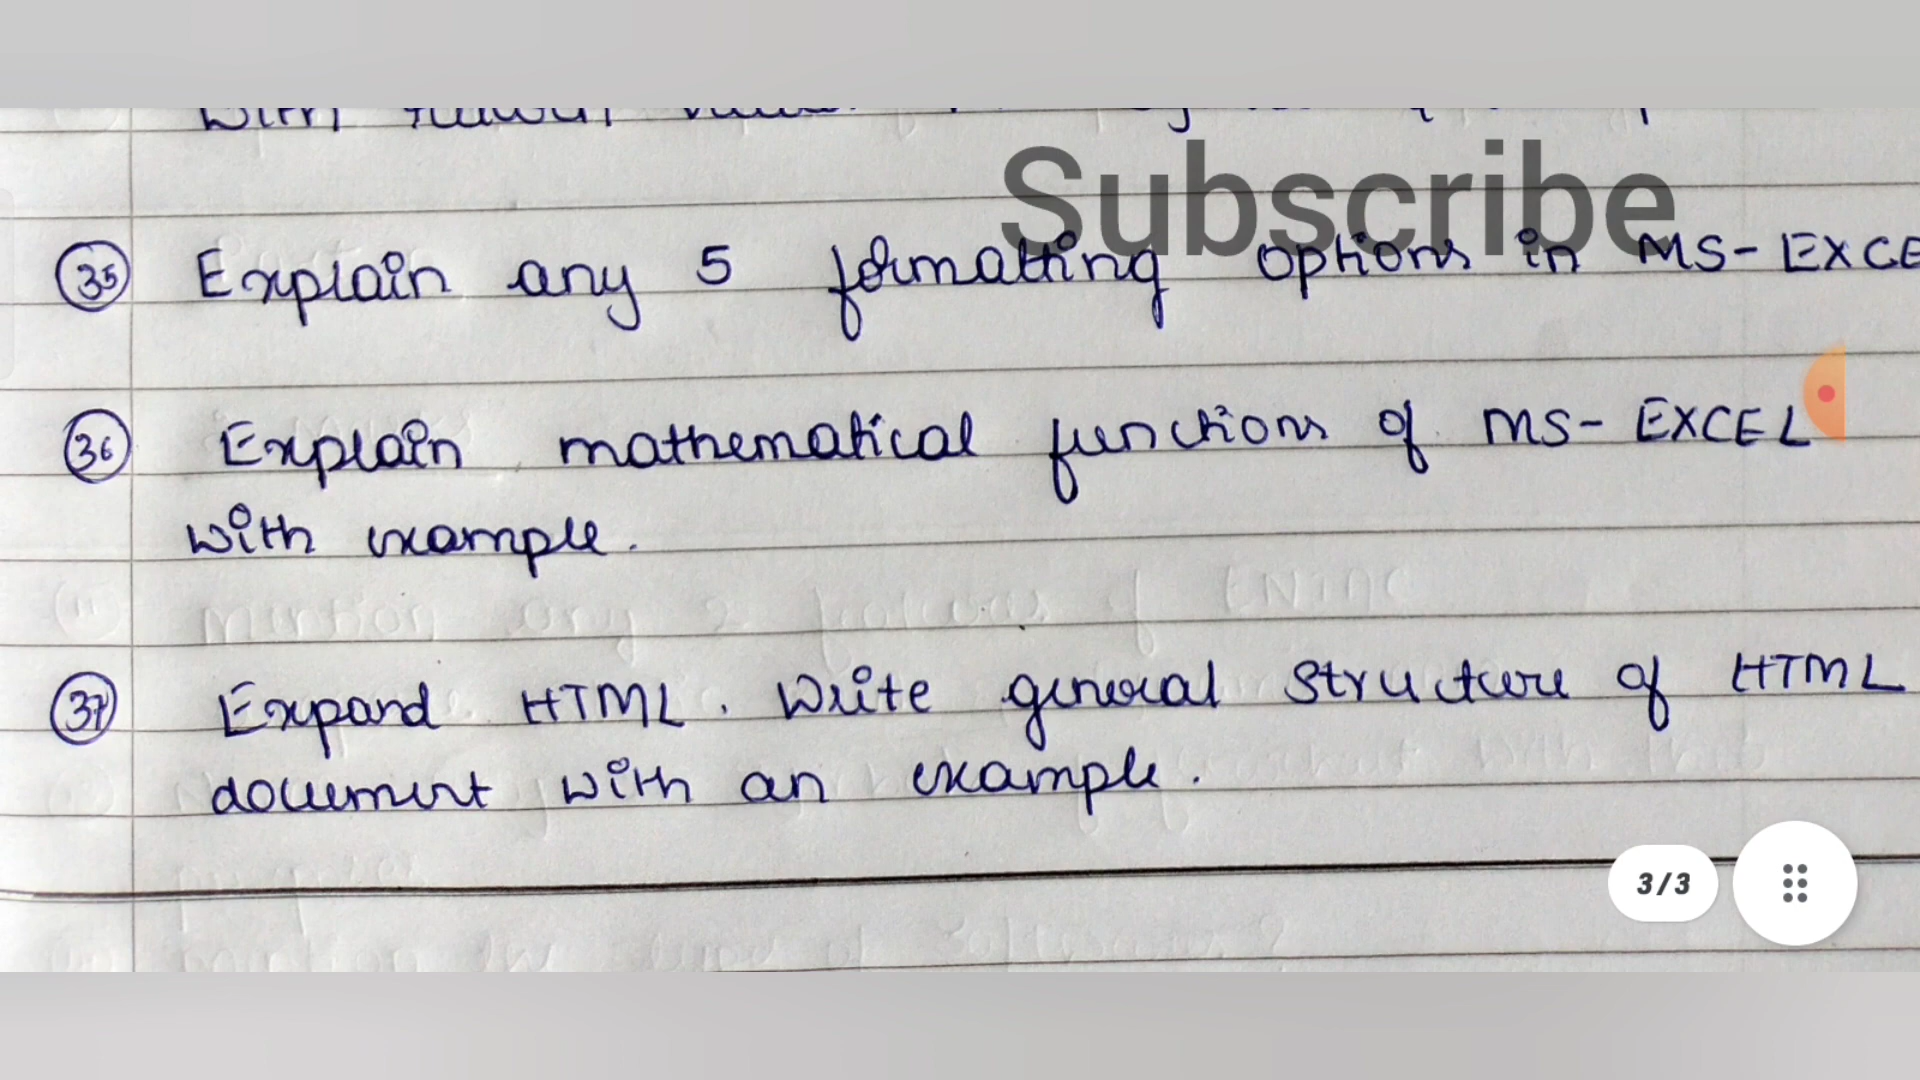 Subscribe
35 Explain any 5 formatting options in MS-EXCE
36 Explain mathematical functions of MS-EXCEL
with example.
37 Expand HTML. Write general structure of HTML
document with an example.
3/3